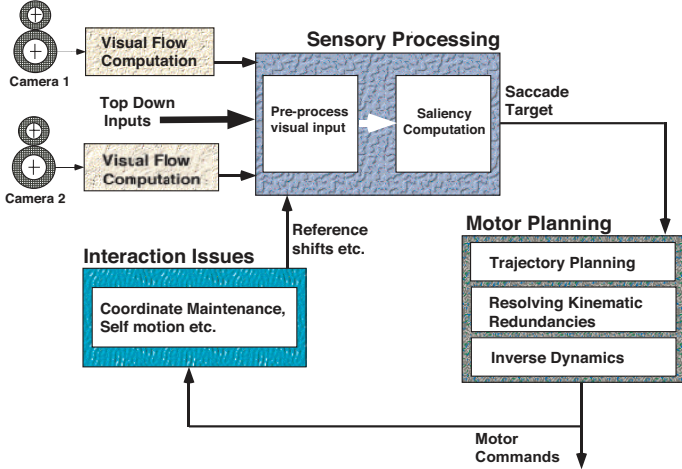 Sensory Processing
Visual Flow
Computation
Camera 1
Top Down
Inputs
Pre-process
visual input
Saliency
Computation
Saccade
Target
Visual Flow
Computation
Camera 2
Reference
shifts etc.
Motor Planning
Trajectory Planning
Resolving Kinematic
Redundancies
Inverse Dynamics
Interaction Issues
Coordinate Maintenance,
Self motion etc.
Motor
Commands